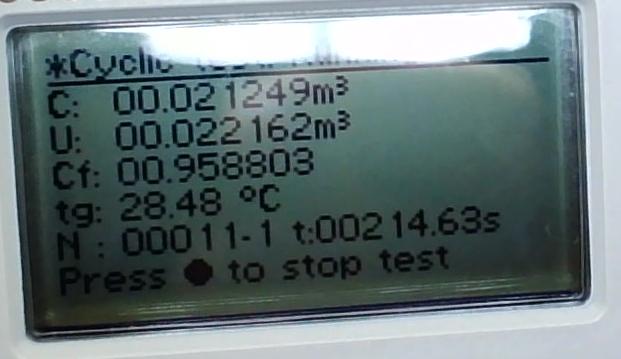 *Cyclic test
C: 00.021249m³
U: 00.022162m³
Cf: 00.958803
tg: 28.48 °C
N : 00011-1 t:00214.63s
Press ● to stop test